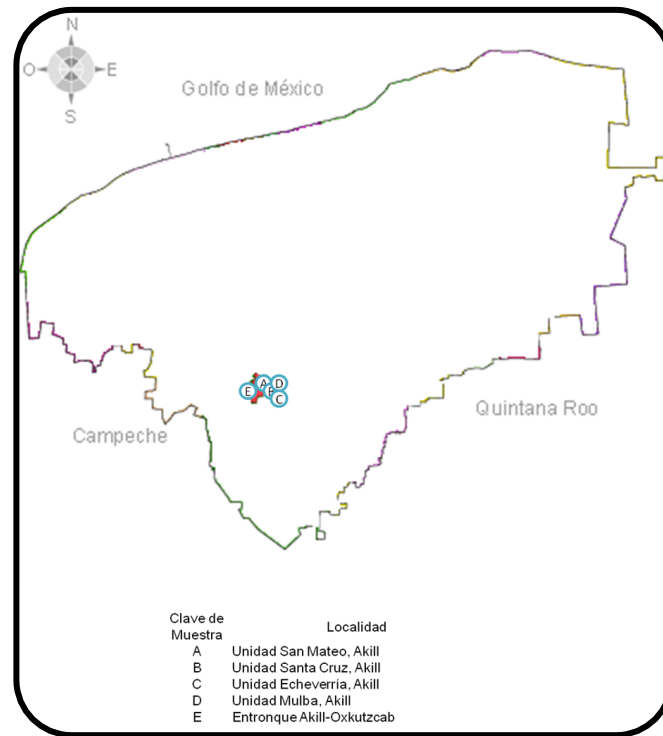 N
O
E
S
Golfo de México
A
D
E
B
C
Quintana Roo
Campeche
Clave de Muestra
Localidad
A Unidad San Mateo, Akill
B Unidad Santa Cruz, Akill
C Unidad Echeverría, Akill
D Unidad Mulba, Akill
E Entronque Akill-Oxkutzcab